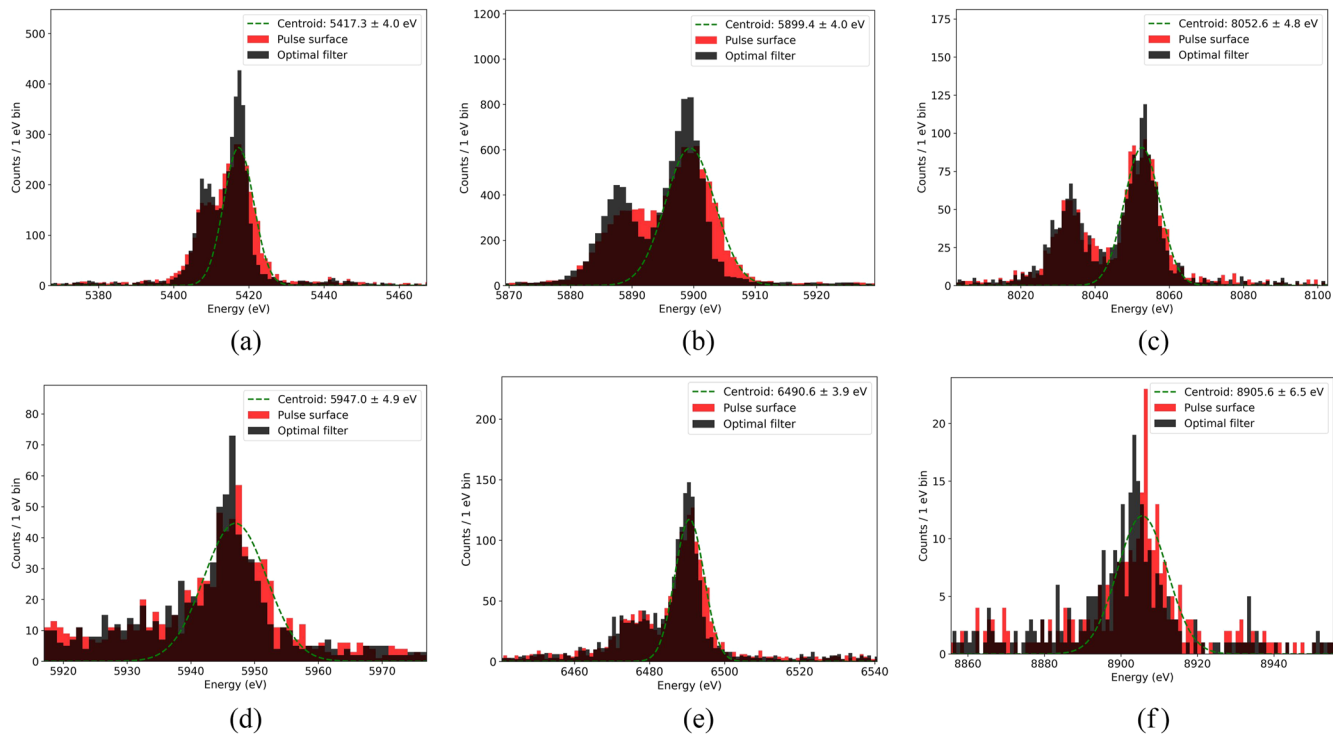 Centroid: 5417.3 ± 4.0 eV
Pulse surface
Optimal filter
Counts / 1 eV bin
500
400
300
200
100
0
5380 5400 5420 5440 5460
Energy (eV)
(a)
Centroid: 5899.4 ± 4.0 eV
Pulse surface
Optimal filter
Counts / 1 eV bin
1200
1000
800
600
400
200
0
5870 5880 5890 5900 5910 5920
Energy (eV)
(b)
Centroid: 8052.6 ± 4.8 eV
Pulse surface
Optimal filter
Counts / 1 eV bin
175
150
125
100
75
50
25
0
8020 8040 8060 8080 8100
Energy (eV)
(c)
Centroid: 5947.0 ± 4.9 eV
Pulse surface
Optimal filter
Counts / 1 eV bin
80
70
60
50
40
30
20
10
0
5920 5930 5940 5950 5960 5970
Energy (eV)
(d)
Centroid: 6490.6 ± 3.9 eV
Pulse surface
Optimal filter
Counts / 1 eV bin
200
150
100
50
0
6460 6480 6500 6520 6540
Energy (eV)
(e)
Centroid: 8905.6 ± 6.5 eV
Pulse surface
Optimal filter
Counts / 1 eV bin
20
15
10
5
0
8860 8880 8900 8920 8940
Energy (eV)
(f)